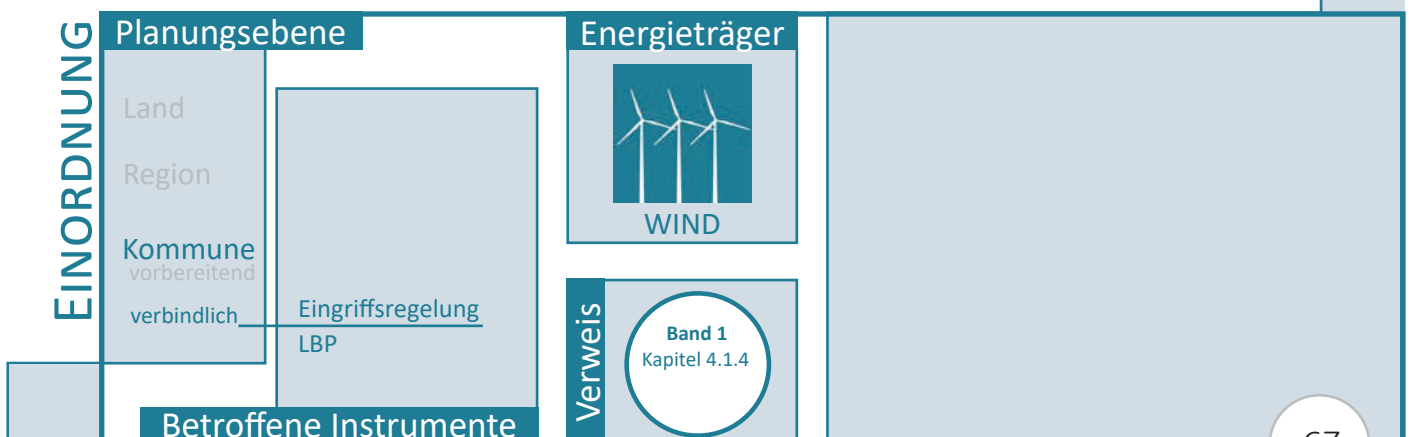 EINORDNUNG
Planungsebene
Land
Region
Kommune
vorbereitend
verbindlich
Eingriffsregelung
LBP
Betroffene Instrumente
Energieträger
WIND
Verweis
Band 1
Kapitel 4.1.4
67